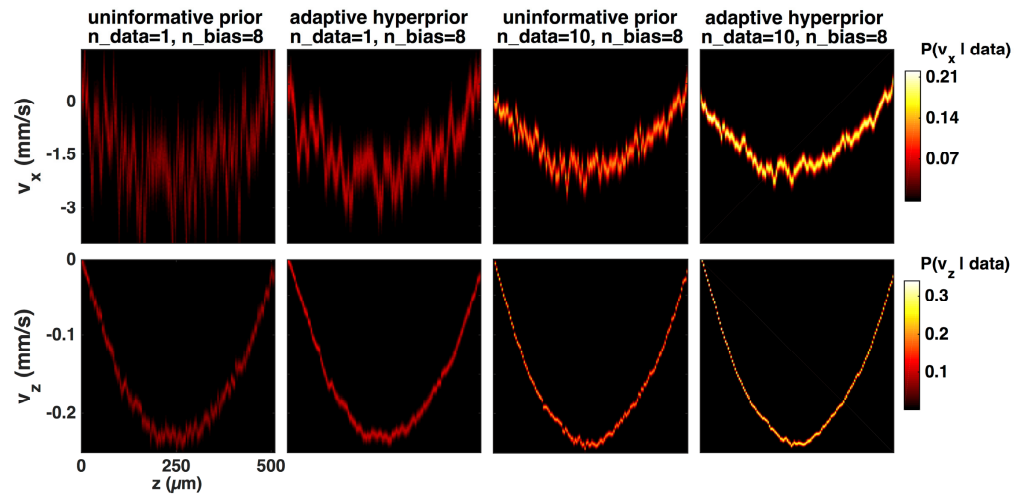 uninformative prior
n_data=1, n_bias=8
adaptive hyperprior
n_data=1, n_bias=8
uninformative prior
n_data=10, n_bias=8
adaptive hyperprior
n_data=10, n_bias=8
P(v_x | data)
v_x (mm/s)
0
-1.5
-3
0.21
0.14
0.07
P(v_z | data)
v_z (mm/s)
0
-0.1
-0.2
0.3
0.2
0.1
0
250
500
z (µm)